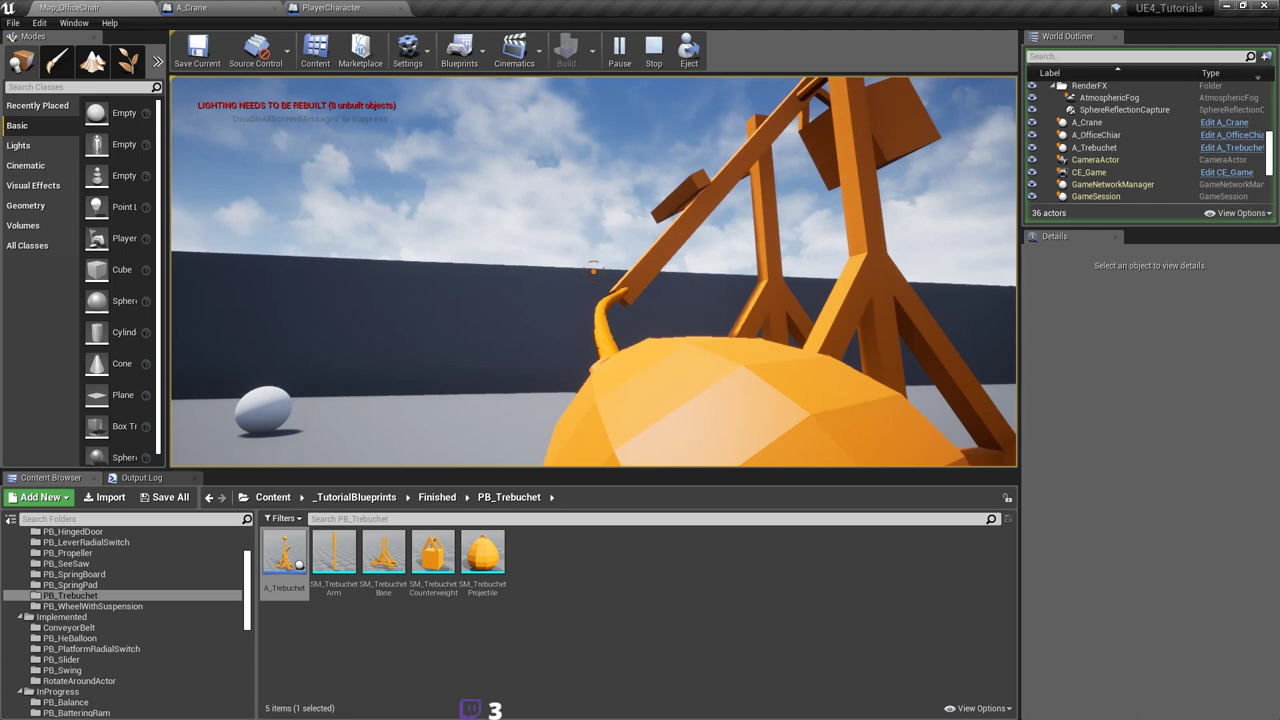 Map_OfficeChair
A_Crane
PlayerCharacter
UE4_Tutorials
File
Edit
Window
Help
Modes
Save Current
Source Control
Content
Marketplace
Settings
Blueprints
Cinematics
Build
Pause
Stop
Eject
World Outliner
Search Classes
Search...
Label
Type
Recently Placed
Basic
Lights
Cinematic
Visual Effects
Geometry
Volumes
All Classes
Empty
Empty
Empty
Point L
Player
Cube
Spher
Cylind
Cone
Plane
Box Tr
Spher
LIGHTING NEEDS TO BE REBUILT (8 unbuilt objects)
'DisableAllScreenMessages' to suppress
RenderFX Folder
AtmosphericFog AtmosphericFog
SphereReflectionCapture SphereReflectionC
A_Crane Edit A_Crane
A_OfficeChiar Edit A_OfficeChia
A_Trebuchet Edit A_Trebuchet
CameraActor CameraActor
CE_Game Edit CE_Game
GameNetworkManager GameNetworkMar
GameSession GameSession
36 actors
View Options
Details
Select an object to view details
Content Browser
Output Log
Add New
Import
Save All
Content
_TutorialBlueprints
Finished
PB_Trebuchet
Search Folders
Filters
Search PB_Trebuchet
PB_HingedDoor
PB_LeverRadialSwitch
PB_Propeller
PB_SeeSaw
PB_SpringBoard
PB_SpringPad
PB_Trebuchet
PB_WheelWithSuspension
Implemented
ConveyorBelt
PB_HeBalloon
PB_PlatformRadialSwitch
PB_Slider
PB_Swing
RotateAroundActor
InProgress
PB_Balance
PB_BatteringRam
A_Trebuchet
SM_Trebuchet
Arm
SM_Trebuchet
Base
SM_Trebuchet
Counterweight
SM_Trebuchet
Projectile
5 items (1 selected)
3
View Options